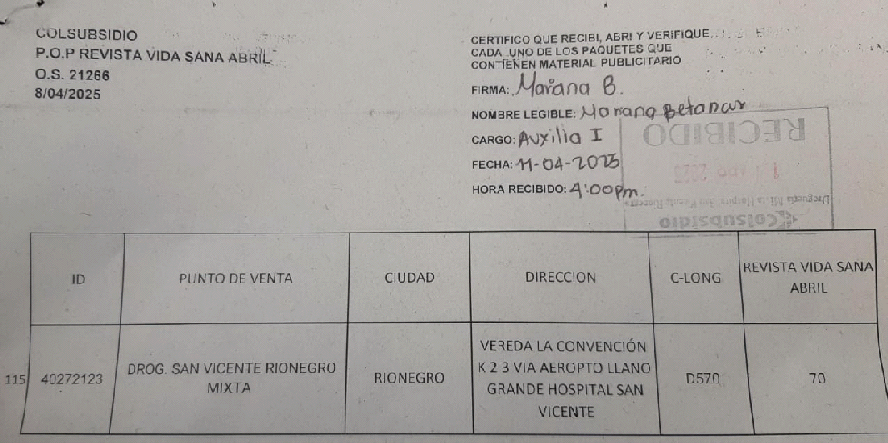 COLSUBSIDIO
P.O.P REVISTA VIDA SANA ABRIL
O.S. 21266
8/04/2025
CERTIFICO QUE RECIBI, ABRI Y VERIFIQUE
CADA UNO DE LOS PAQUETES QUE
CONTIENEN MATERIAL PUBLICITARIO
FIRMA: Mariana B.
NOMBRE LEGIBLE: Mariana Betancur
CARGO: Auxilia I
FECHA: 11-04-2025
HORA RECIBIDO: 4:00pm.
RECIBIDO
Colsubsidio
ID PUNTO DE VENTA CIUDAD DIRECCION C-LONG REVISTA VIDA SANA
ABRIL
115 40272123 DROG. SAN VICENTE RIONEGRO
MIXTA
RIONEGRO
VEREDA LA CONVENCIÓN
K 2 3 VIA AEROPTO LLANO
GRANDE HOSPITAL SAN
VICENTE
D570
70